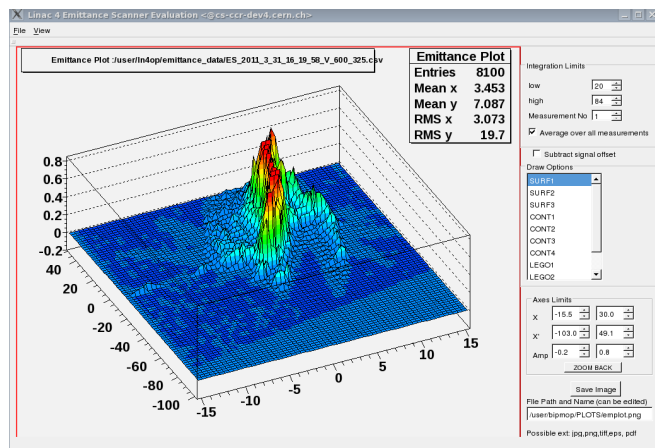 Linac 4 Emittance Scanner Evaluation <@cs-ccr-dev4.cern.ch>
File View
Emittance Plot :/user/ln4op/emittance_data/ES_2011_3_31_16_19_58_V_600_325.csv
Emittance Plot
Entries 8100
Mean x 3.453
Mean y 7.087
RMS x 3.073
RMS y 19.7
0.8
0.6
0.4
0.2
0
-0.2
40
20
0
-20
-40
-60
-80
-100
-15
-10
-5
0
5
10
15
Integration Limits
low 20
high 84
Measurement No 1
Average over all measurements
Subtract signal offset
Draw Options
SURF1
SURF2
SURF3
CONT1
CONT2
CONT3
CONT4
LEGO1
LEGO2
Axes Limits
X -15.5 30.0
X' -103.0 49.1
Amp -0.2 0.8
ZOOM BACK
Save Image
File Path and Name (can be edited)
/user/bipmop/PLOTS/emplot.png
Possible ext: jpg,png,tiff,eps, pdf